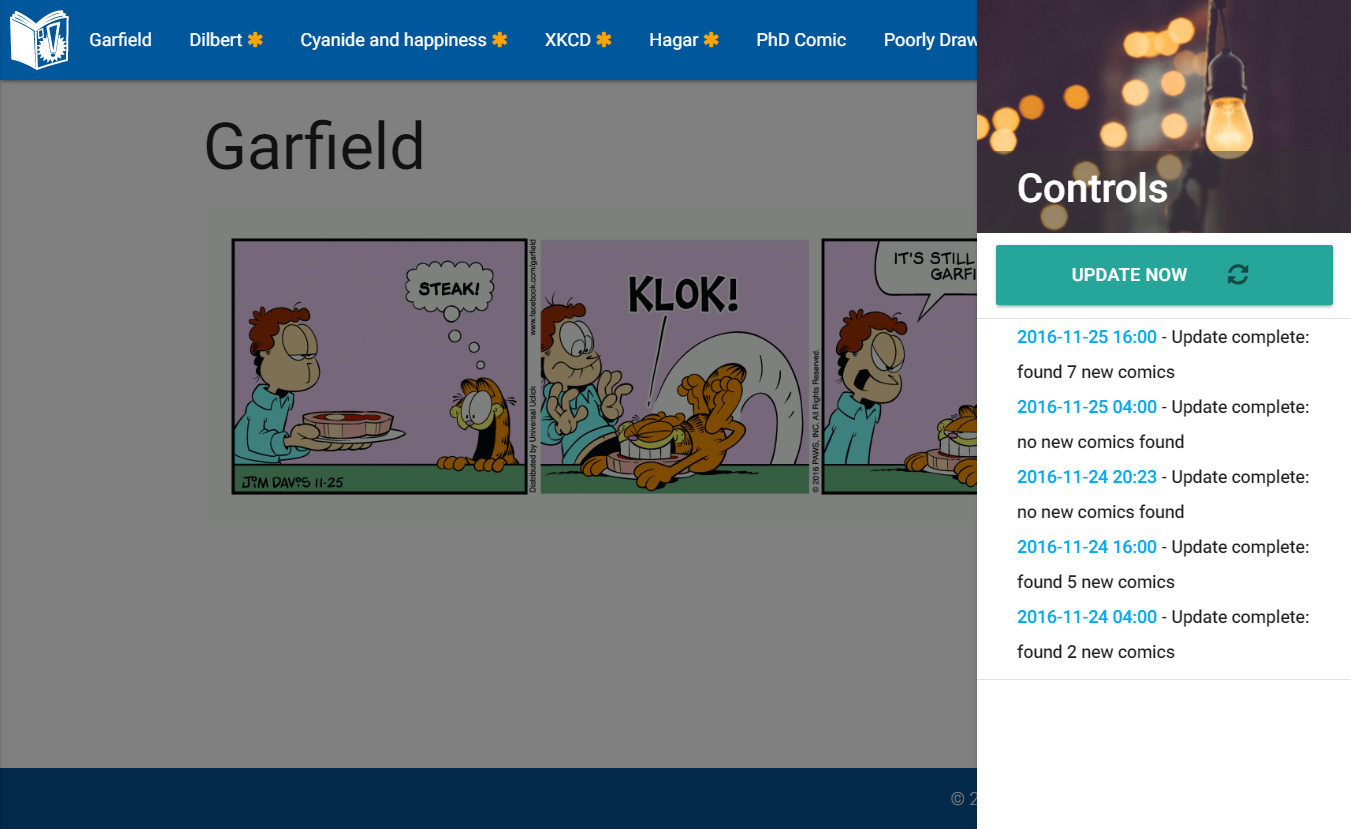 Garfield Dilbert * Cyanide and happiness * XKCD * Hagar * PhD Comic Poorly Draw
Garfield
STEAK!
JIM DAVIS 11-25
Distributed by Universal Uclick
www.facebook.com/garfield
KLOK!
© 2016 PAWS, INC. All Rights Reserved.
IT'S STILL
GARFI
© 2
Controls
UPDATE NOW
2016-11-25 16:00 - Update complete:
found 7 new comics
2016-11-25 04:00 - Update complete:
no new comics found
2016-11-24 20:23 - Update complete:
no new comics found
2016-11-24 16:00 - Update complete:
found 5 new comics
2016-11-24 04:00 - Update complete:
found 2 new comics